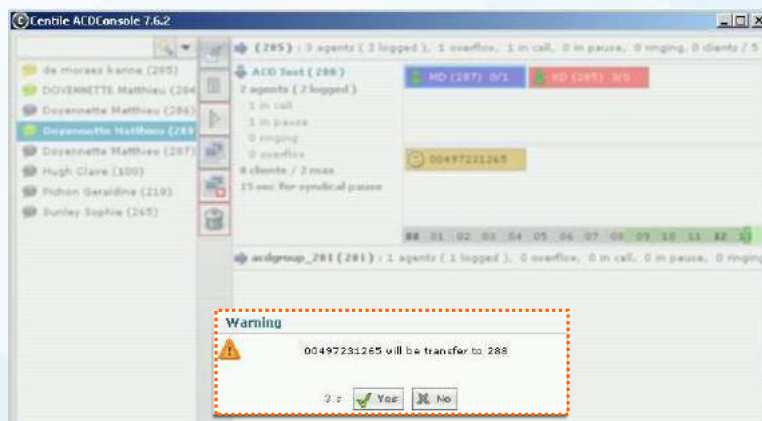 Centile ACDConsole 7.6.2
(285) : 3 agents ( 2 logged ), 1 overflow, 1 in call, 0 in pause, 0 ringing, 0 clients / 5
de moraes karine (285)
DOYENNETTE Matthieu (284
Doyennette Matthieu (286)
Doyennette Matthieu (288
Doyennette Matthieu (287)
Hugh Claire (100)
Pichon Geraldine (218)
Sunley Sophie (265)
ACD Test ( 288 )
2 agents ( 2 logged )
1 in call
1 in pause
0 ringing
0 overflow
8 clients / 2 max
15 sec for syndical pause
MD (287) 0/1
KD (285) 3/0
00497231265
00 01 02 03 04 05 06 07 08 09 10 11 12 13
acdgroup_281 ( 281 ) : 1 agents ( 1 logged ), 0 overflow, 0 in call, 0 in pause, 0 ringing
Warning
00497231265 will be transfer to 288
3 s Yes No